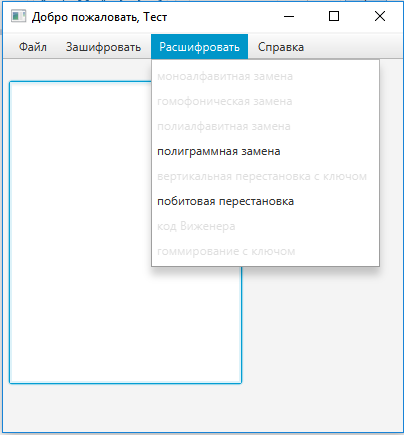 Добро пожаловать, Тест
Файл Зашифровать Расшифровать Справка
моноалфавитная замена
гомофоническая замена
полиалфавитная замена
полиграммная замена
вертикальная перестановка с ключом
побитовая перестановка
код Виженера
гоммирование с ключом